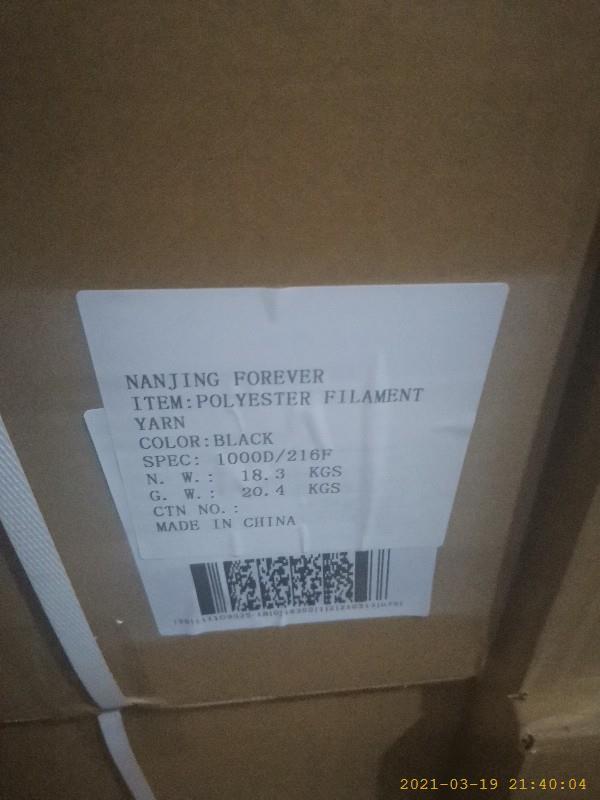 NANJING FOREVER
ITEM:POLYESTER FILAMENT
YARN
COLOR:BLACK
SPEC: 1000D/216F
N. W.: 18.3 KGS
G. W.: 20.4 KGS
CTN NO.:
MADE IN CHINA
2021-03-19 21:40:04